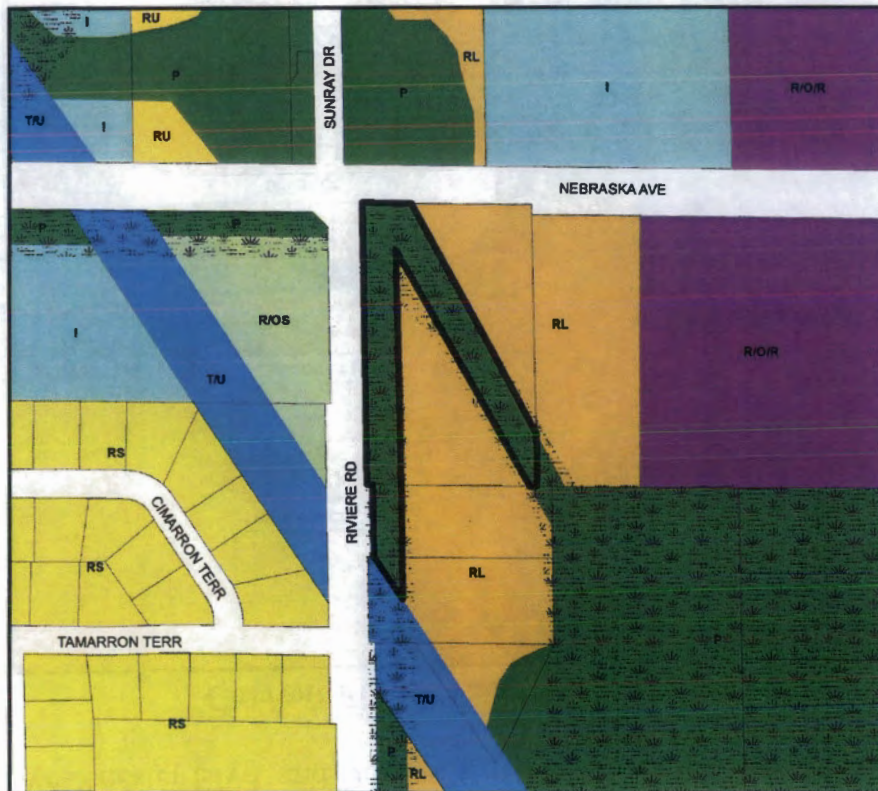 I
RU
P
SUNRAY DR
P
RL
I
R/O/R
T/U
I
RU
NEBRASKA AVE
P
R/OS
I
T/U
RL
R/O/R
RS
RIVIERE RD
CIMARRON TERR
RS
RL
TAMARRON TERR
P
T/U
RS
P
RL